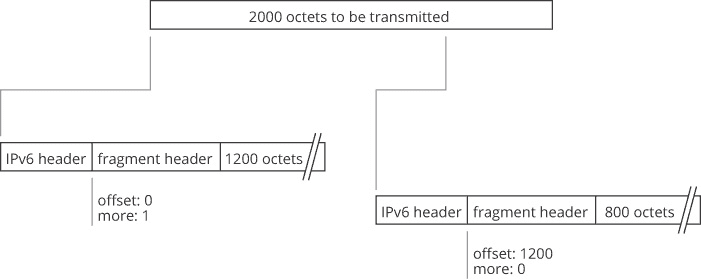 2000 octets to be transmitted
IPv6 header fragment header 1200 octets
offset: 0
more: 1
IPv6 header fragment header 800 octets
offset: 1200
more: 0